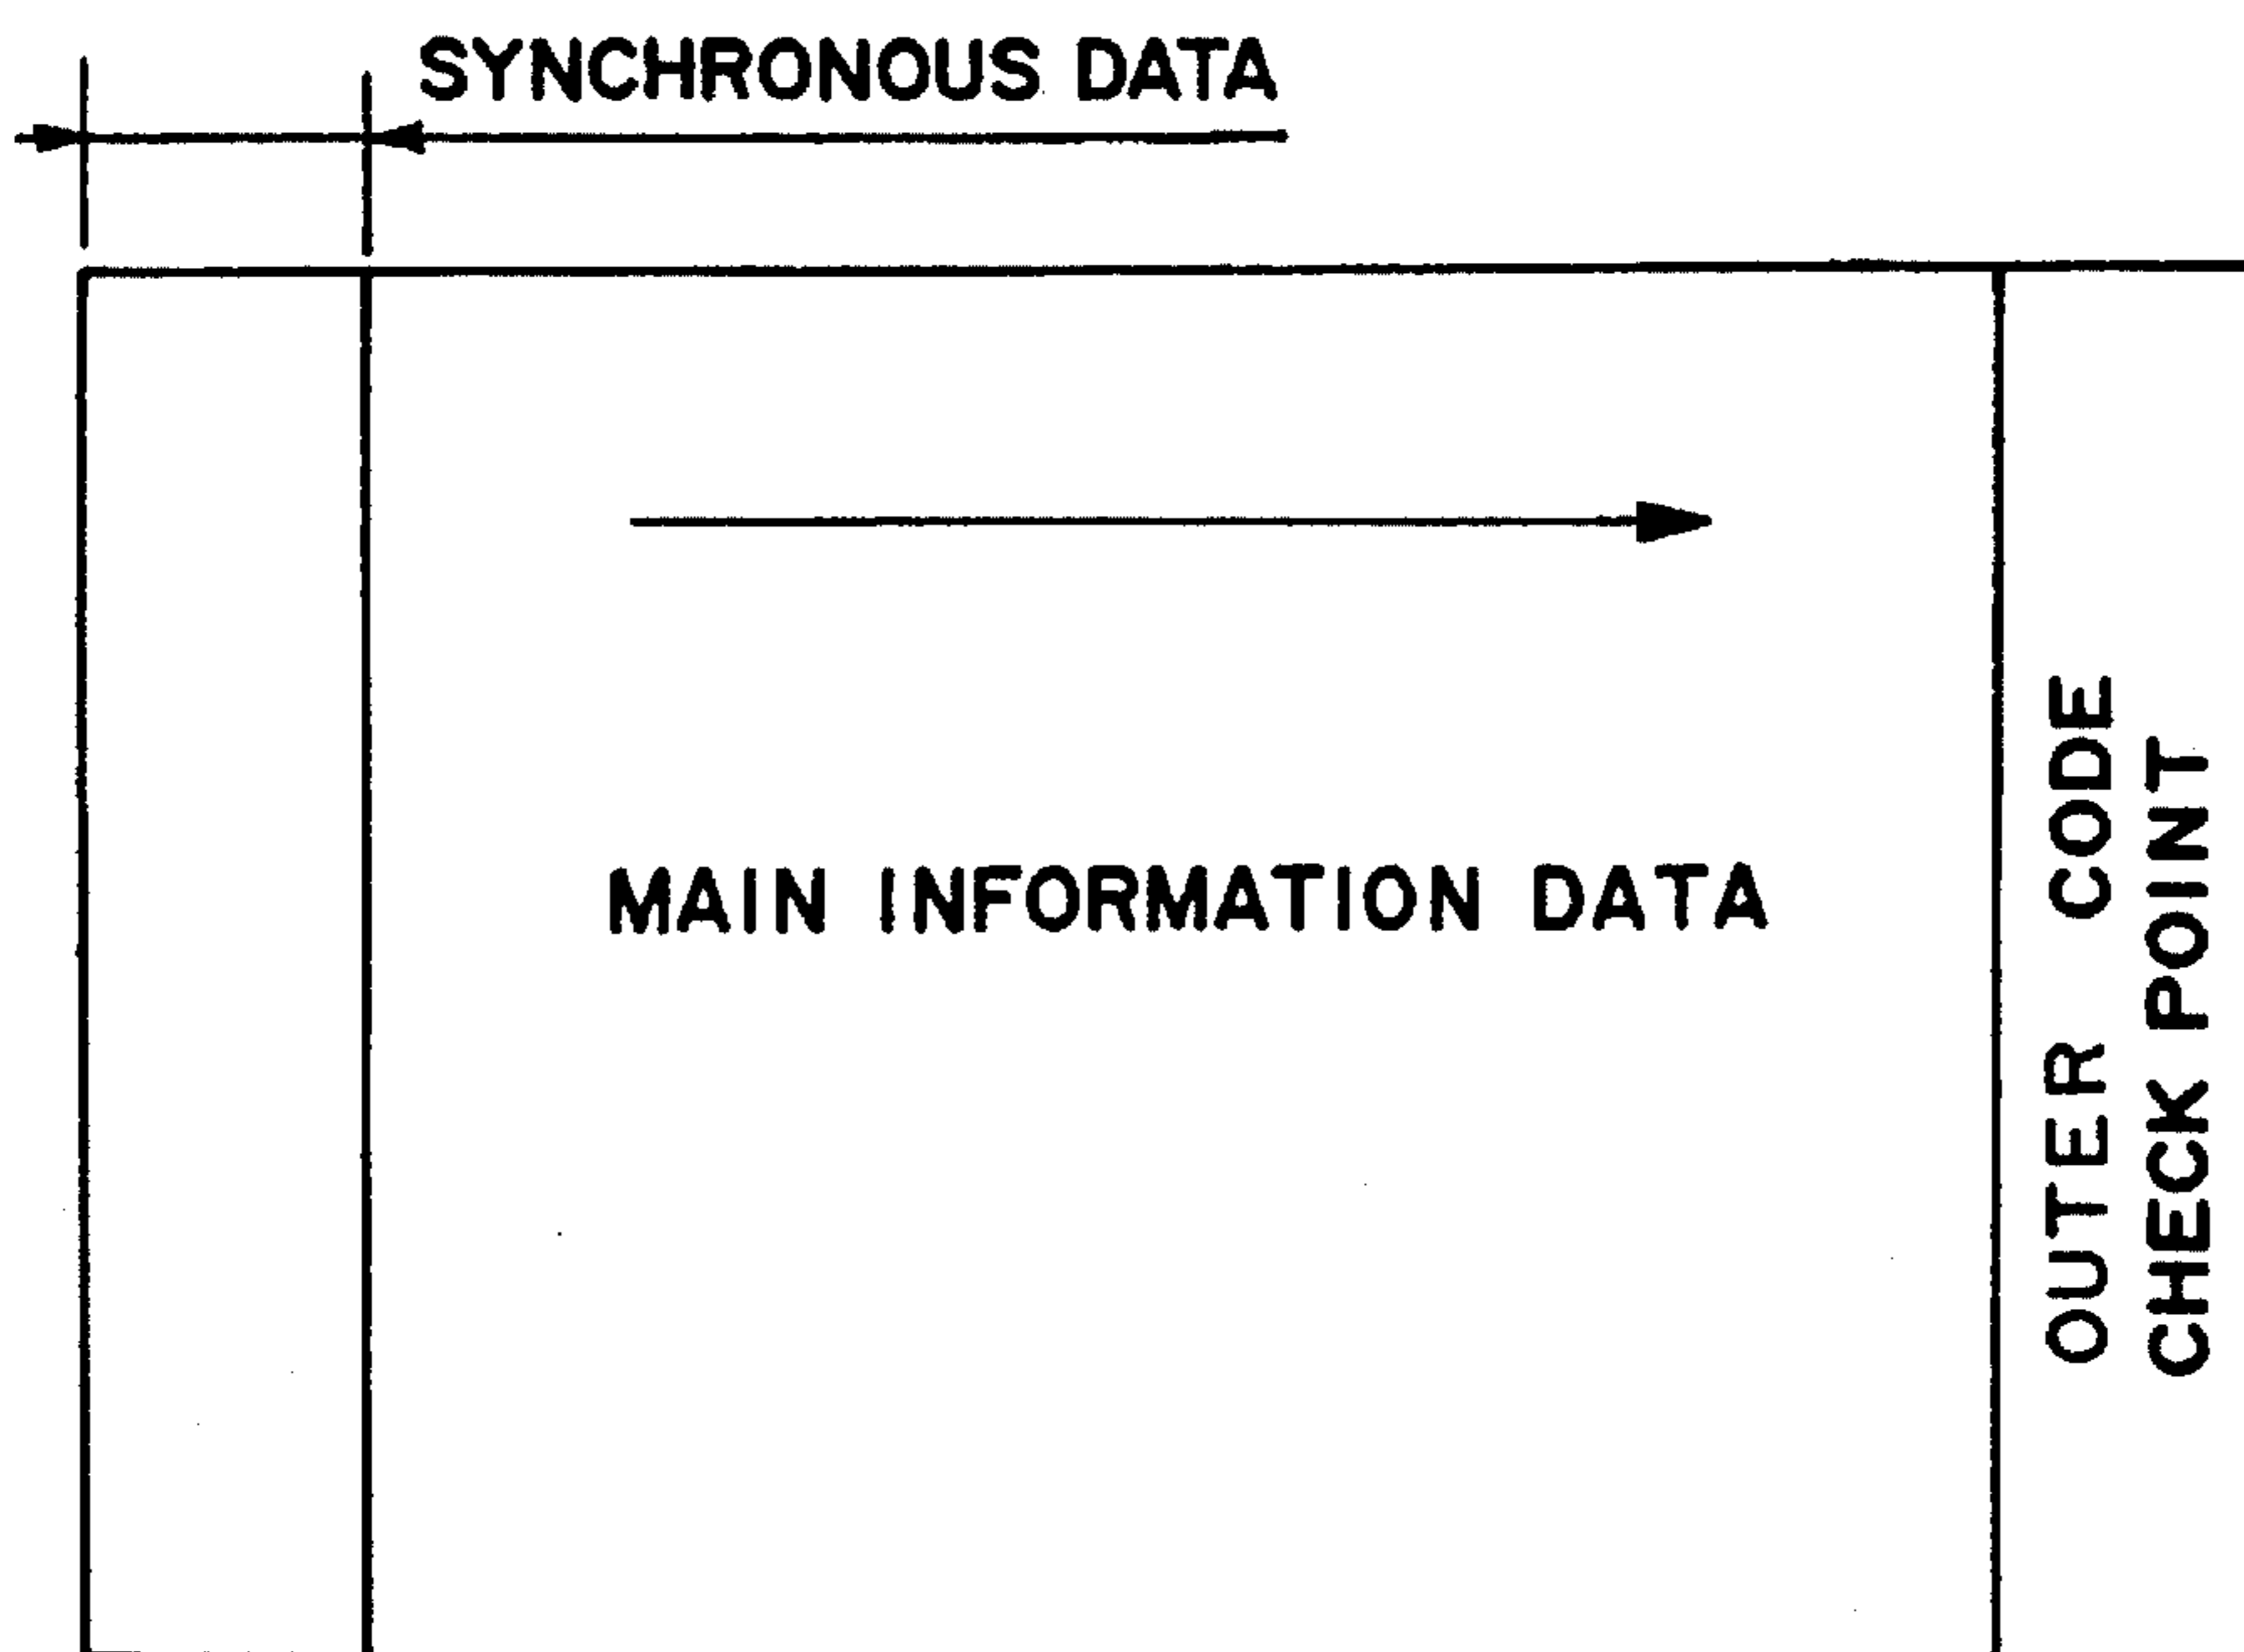 SYNCHRONOUS DATA
MAIN INFORMATION DATA
OUTER CODE
CHECK POINT